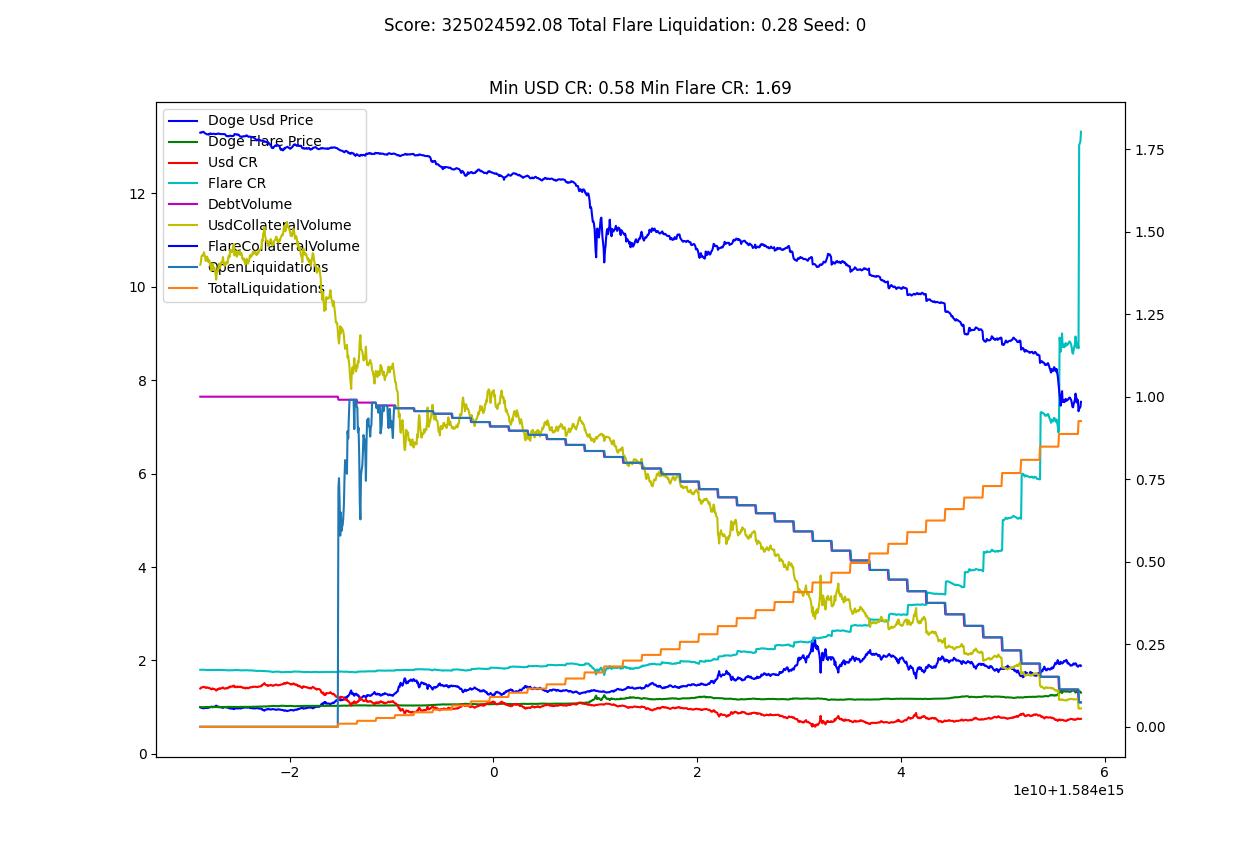 Score: 325024592.08 Total Flare Liquidation: 0.28 Seed: 0
Min USD CR: 0.58 Min Flare CR: 1.69
Doge Usd Price
Doge Flare Price
Usd CR
Flare CR
DebtVolume
UsdCollateralVolume
FlareCollateralVolume
OpenLiquidations
TotalLiquidations
12
10
8
6
4
2
0
1.75
1.50
1.25
1.00
0.75
0.50
0.25
0.00
−2
0
2
4
6
1e10+1.584e15